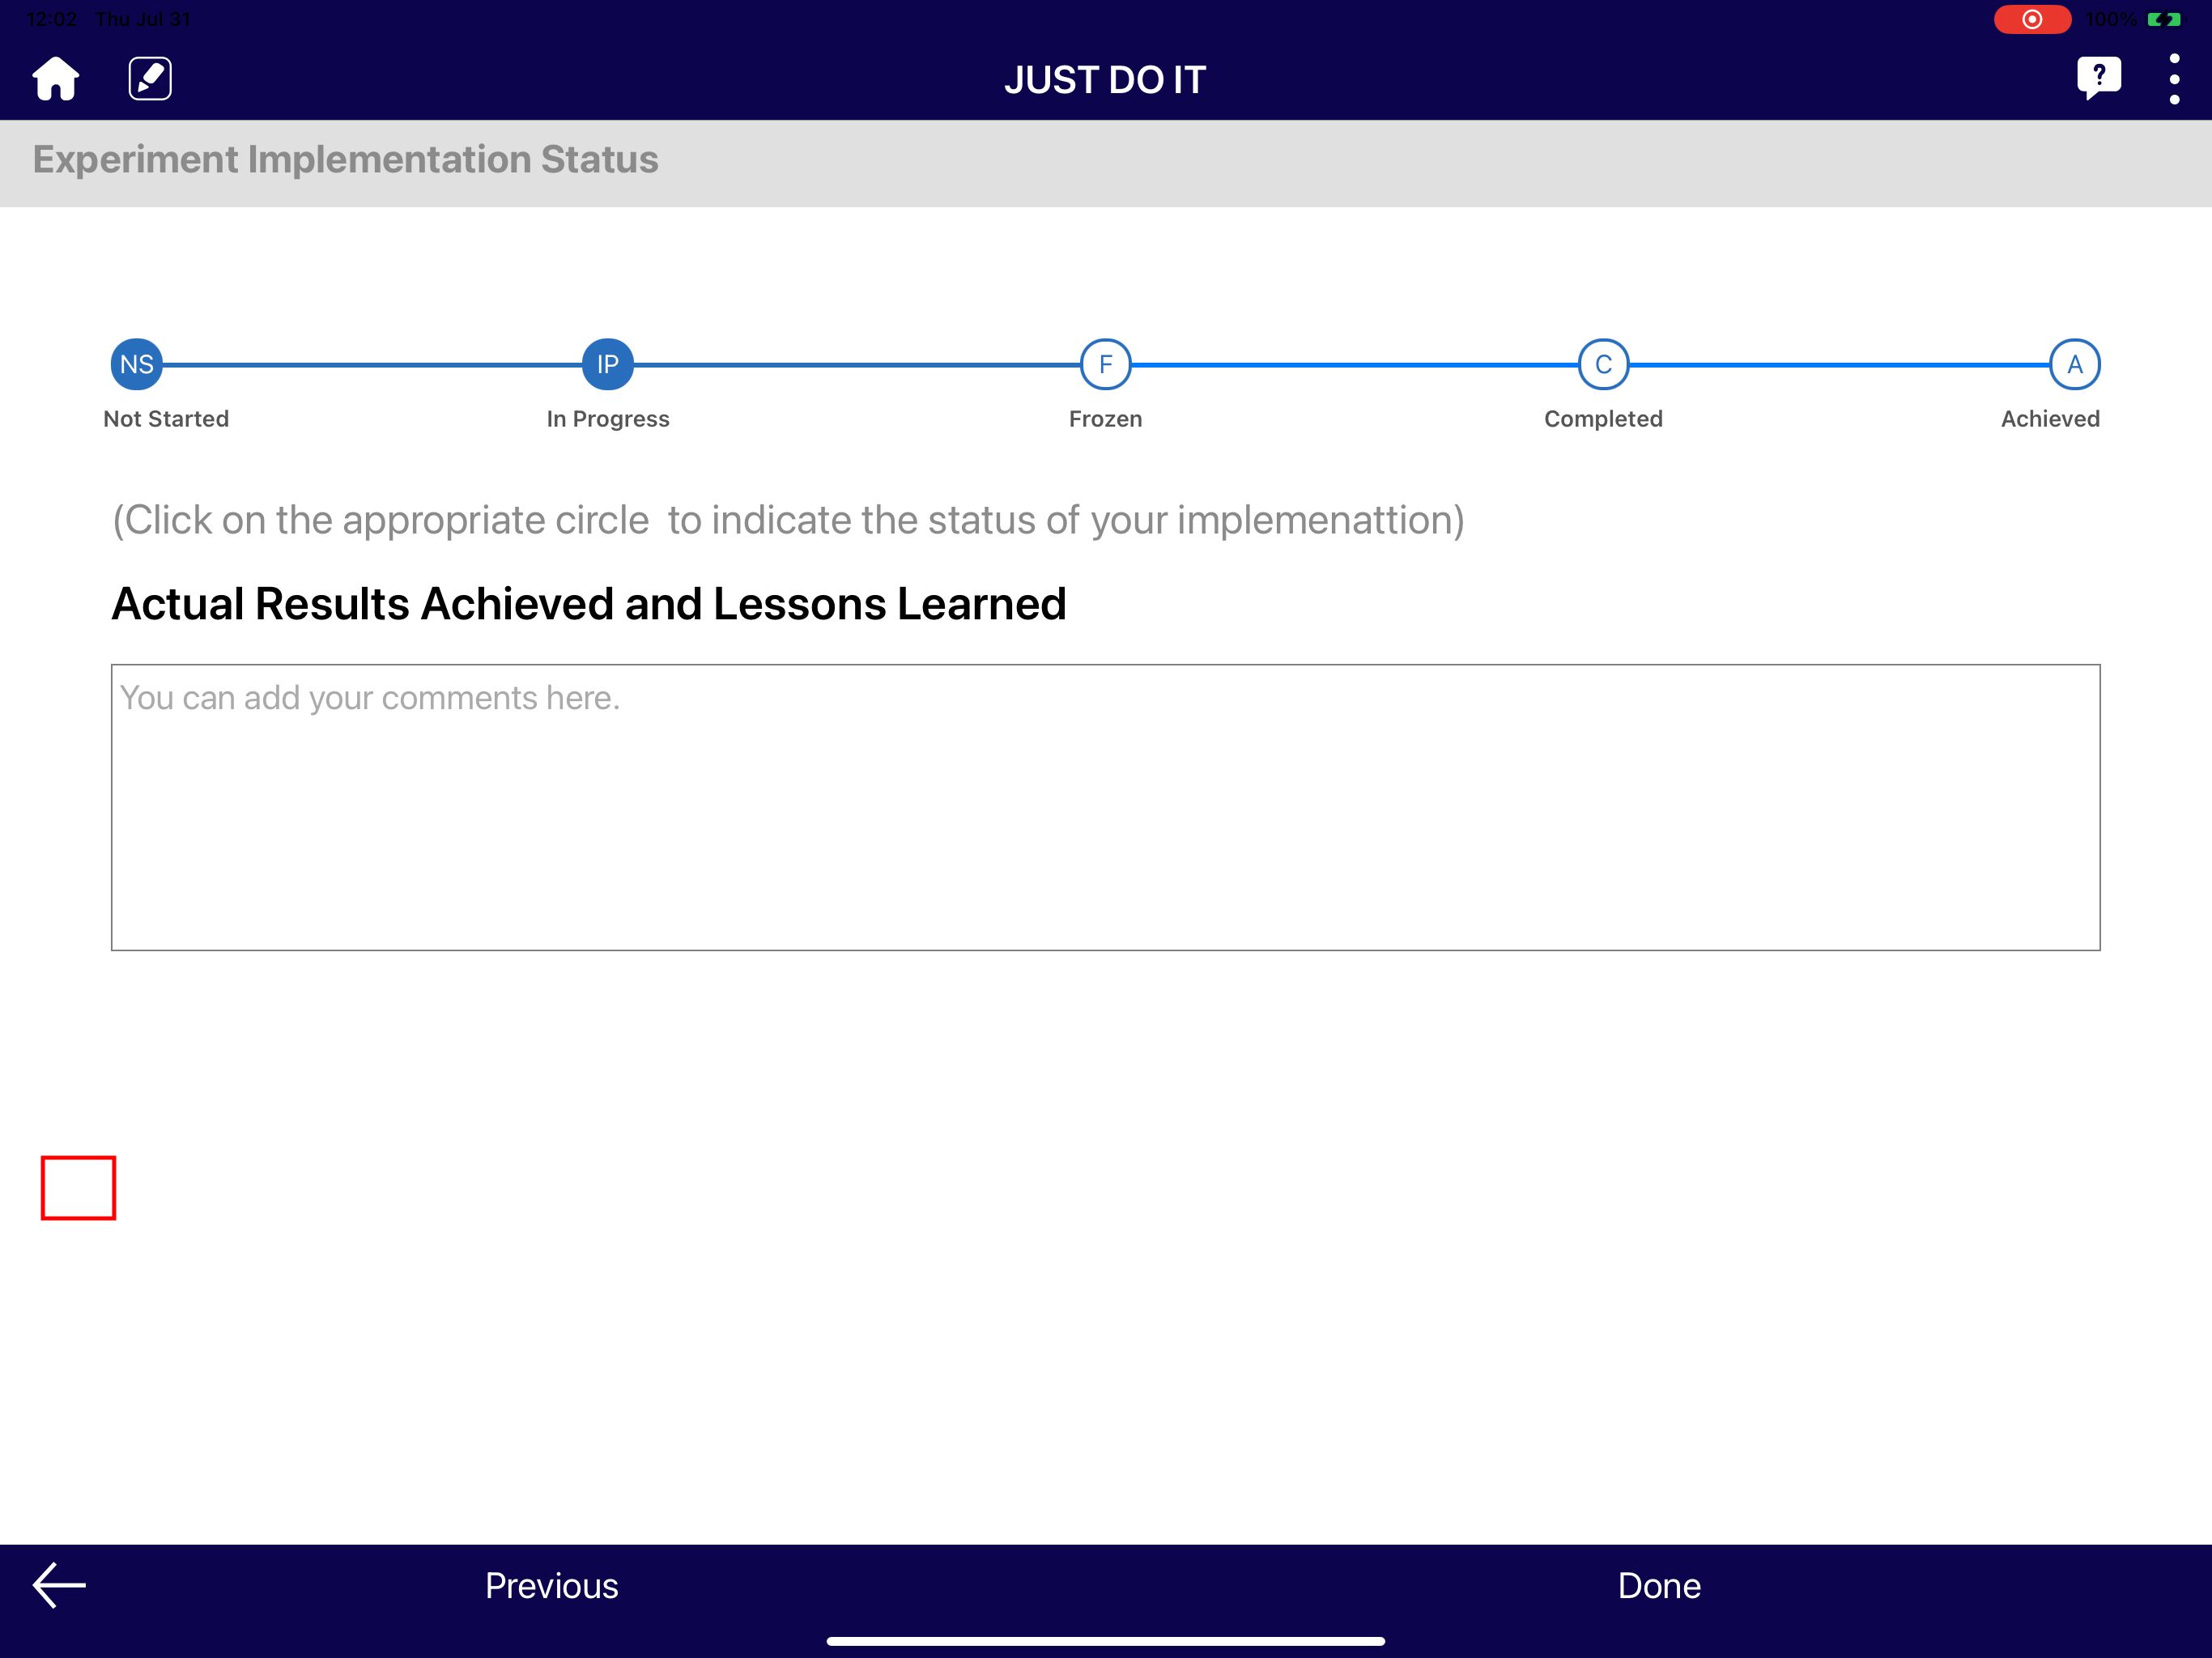 12:02 Thu Jul 31
100%
JUST DO IT
Experiment Implementation Status
NS IP F C A
Not Started In Progress Frozen Completed Achieved
(Click on the appropriate circle  to indicate the status of your implemenattion)
Actual Results Achieved and Lessons Learned
You can add your comments here.
Previous Done